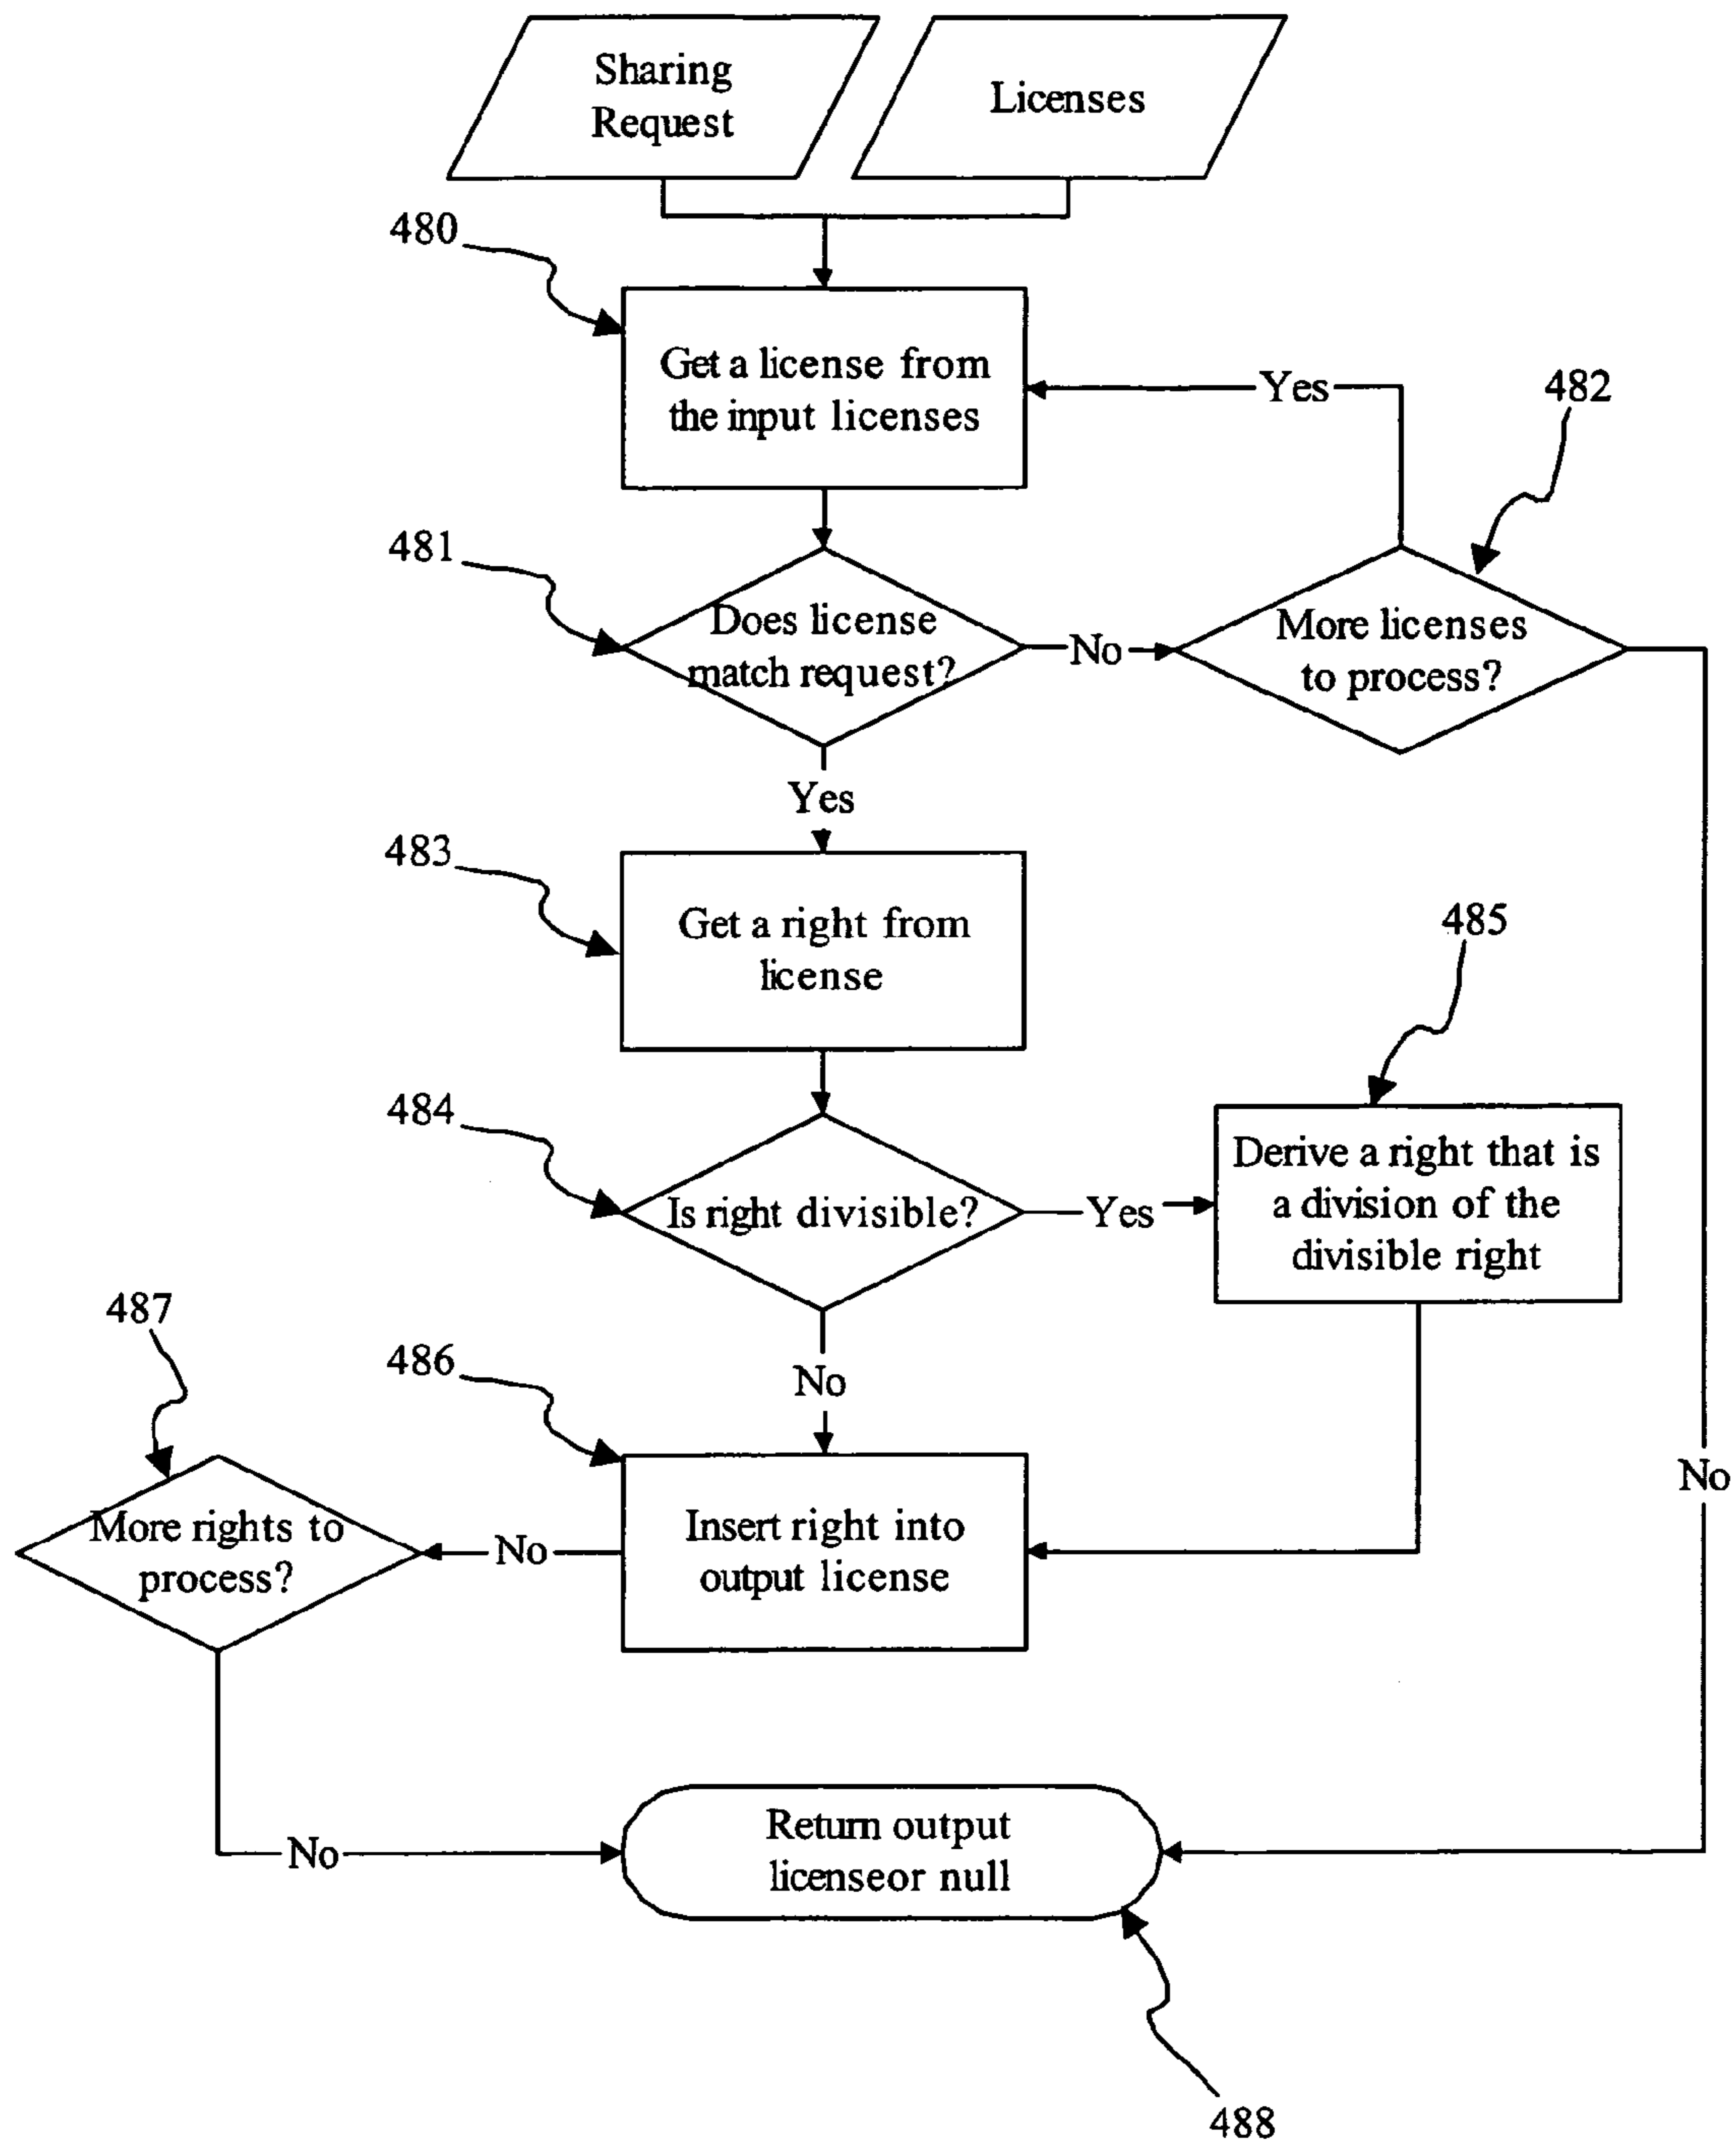 Sharing
Request
Licenses
480
Get a license from
the input licenses
Yes
482
481
Does license
match request?
No
More licenses
to process?
Yes
483
Get a right from
license
485
484
Is right divisible?
Yes
Derive a right that is
a division of the
divisible right
487
486
No
No
More rights to
process?
No
Insert right into
output license
No
Return output
licenseor null
488